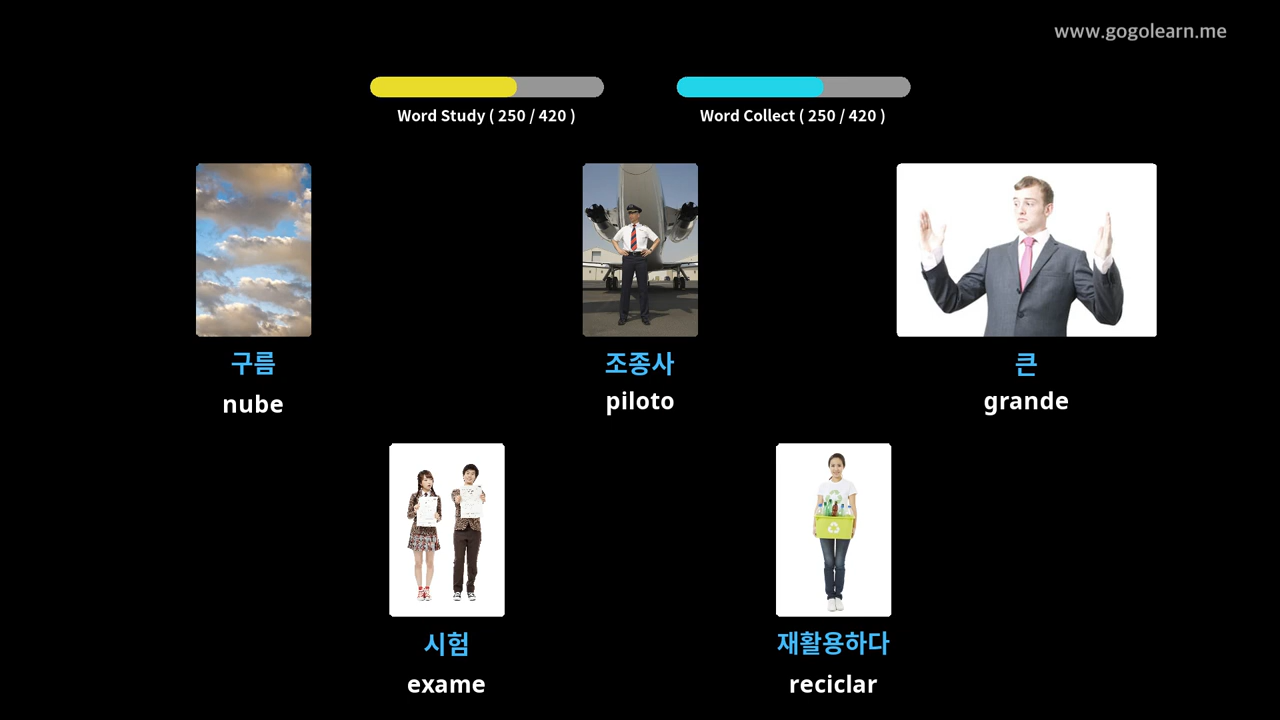 www.gogolearn.me
Word Study ( 250 / 420 )
Word Collect ( 250 / 420 )
구름
nube
조종사
piloto
큰
grande
시험
exame
재활용하다
reciclar